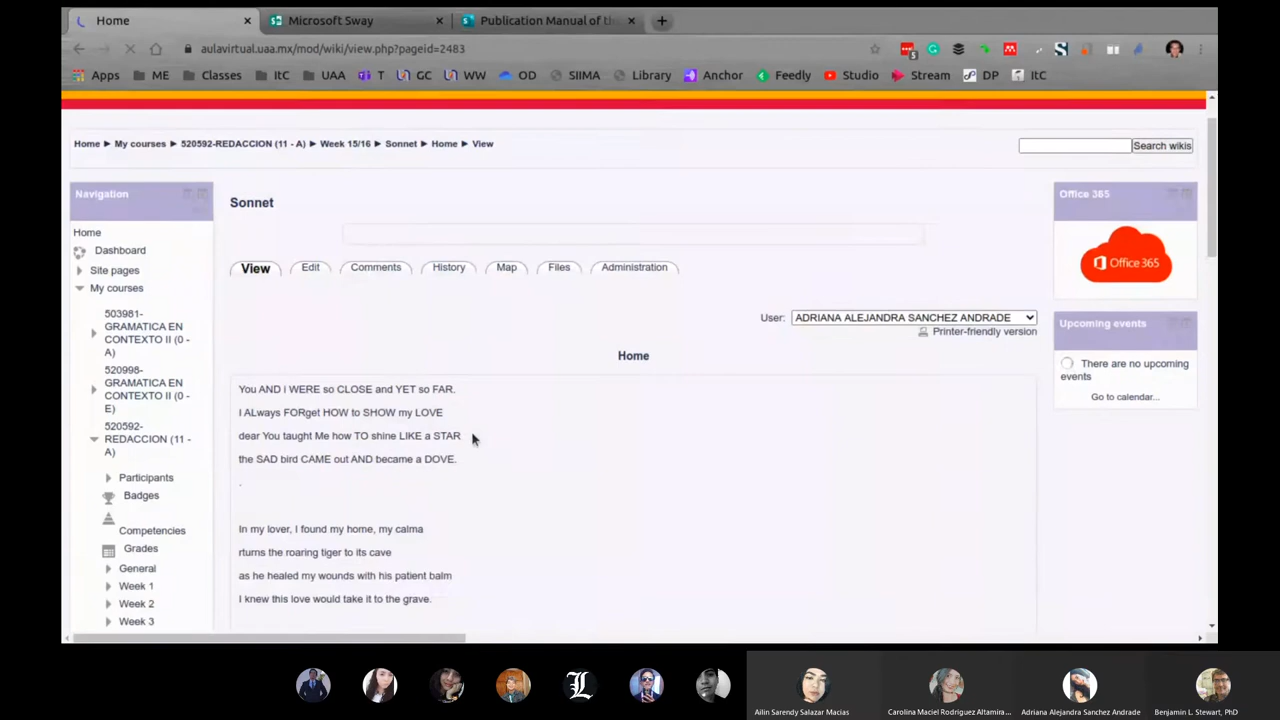 Home
Microsoft Sway
Publication Manual of th
aulavirtual.uaa.mx/mod/wiki/view.php?pageid=2483
5
Apps ME Classes ItC UAA T GC WW OD SIIMA Library Anchor Feedly Studio Stream DP ItC
Home ► My courses ► 520592-REDACCION (11 - A) ► Week 15/16 ► Sonnet ► Home ► View
Search wikis
Navigation
Home
Dashboard
Site pages
My courses
503981-
GRAMATICA EN
CONTEXTO II (0 -
A)
520998-
GRAMATICA EN
CONTEXTO II (0 -
E)
520592-
REDACCION (11 -
A)
Participants
Badges
Competencies
Grades
General
Week 1
Week 2
Week 3
Sonnet
View Edit Comments History Map Files Administration
User: ADRIANA ALEJANDRA SANCHEZ ANDRADE
Printer-friendly version
Home
You AND i WERE so CLOSE and YET so FAR.
I ALways FORget HOW to SHOW my LOVE
dear You taught Me how TO shine LIKE a STAR
the SAD bird CAME out AND became a DOVE.
.
In my lover, I found my home, my calma
rturns the roaring tiger to its cave
as he healed my wounds with his patient balm
I knew this love would take it to the grave.
Office 365
Office 365
Upcoming events
There are no upcoming
events
Go to calendar...
L
Ailin Sarendy Salazar Macias
Carolina Maciel Rodriguez Altamira...
Adriana Alejandra Sanchez Andrade
Benjamin L. Stewart, PhD